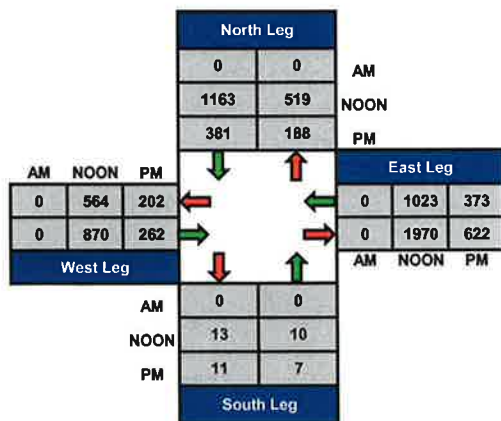 North Leg
0 0 AM
1163 519 NOON
381 188 PM
AM NOON PM
0 564 202
0 870 262
West Leg
East Leg
0 1023 373
0 1970 622
AM NOON PM
AM 0 0
NOON 13 10
PM 11 7
South Leg